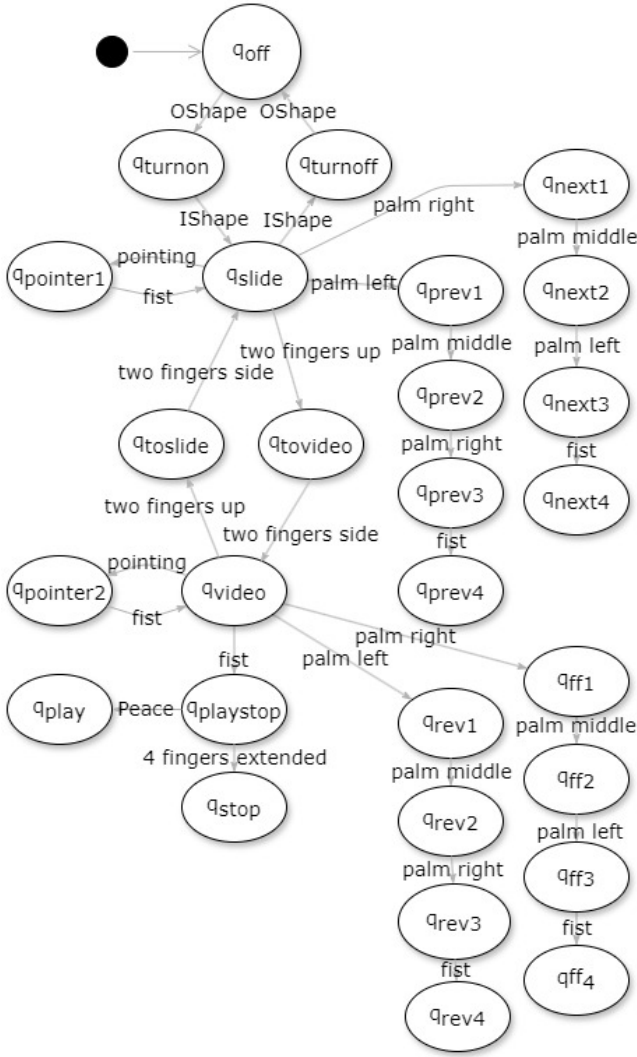 qoff
OShape OShape
qturnon qturnoff
qnext1
palm right
IShape IShape
palm middle
pointing
qpointer1 qslide
palm left
qprev1 qnext2
fist
palm middle palm left
two fingers up
two fingers side
qprev2 qnext3
palm right fist
qtoslide qtovideo
qprev3 qnext4
two fingers up
two fingers side fist
pointing
qpointer2 qvideo qprev4
fist
palm right
fist palm left
qff1
qplay Peace qplaystop qrev1 palm middle
4 fingers extended palm middle
qff2
qstop
qrev2 palm left
palm right qff3
qrev3 fist
fist qff4
qrev4